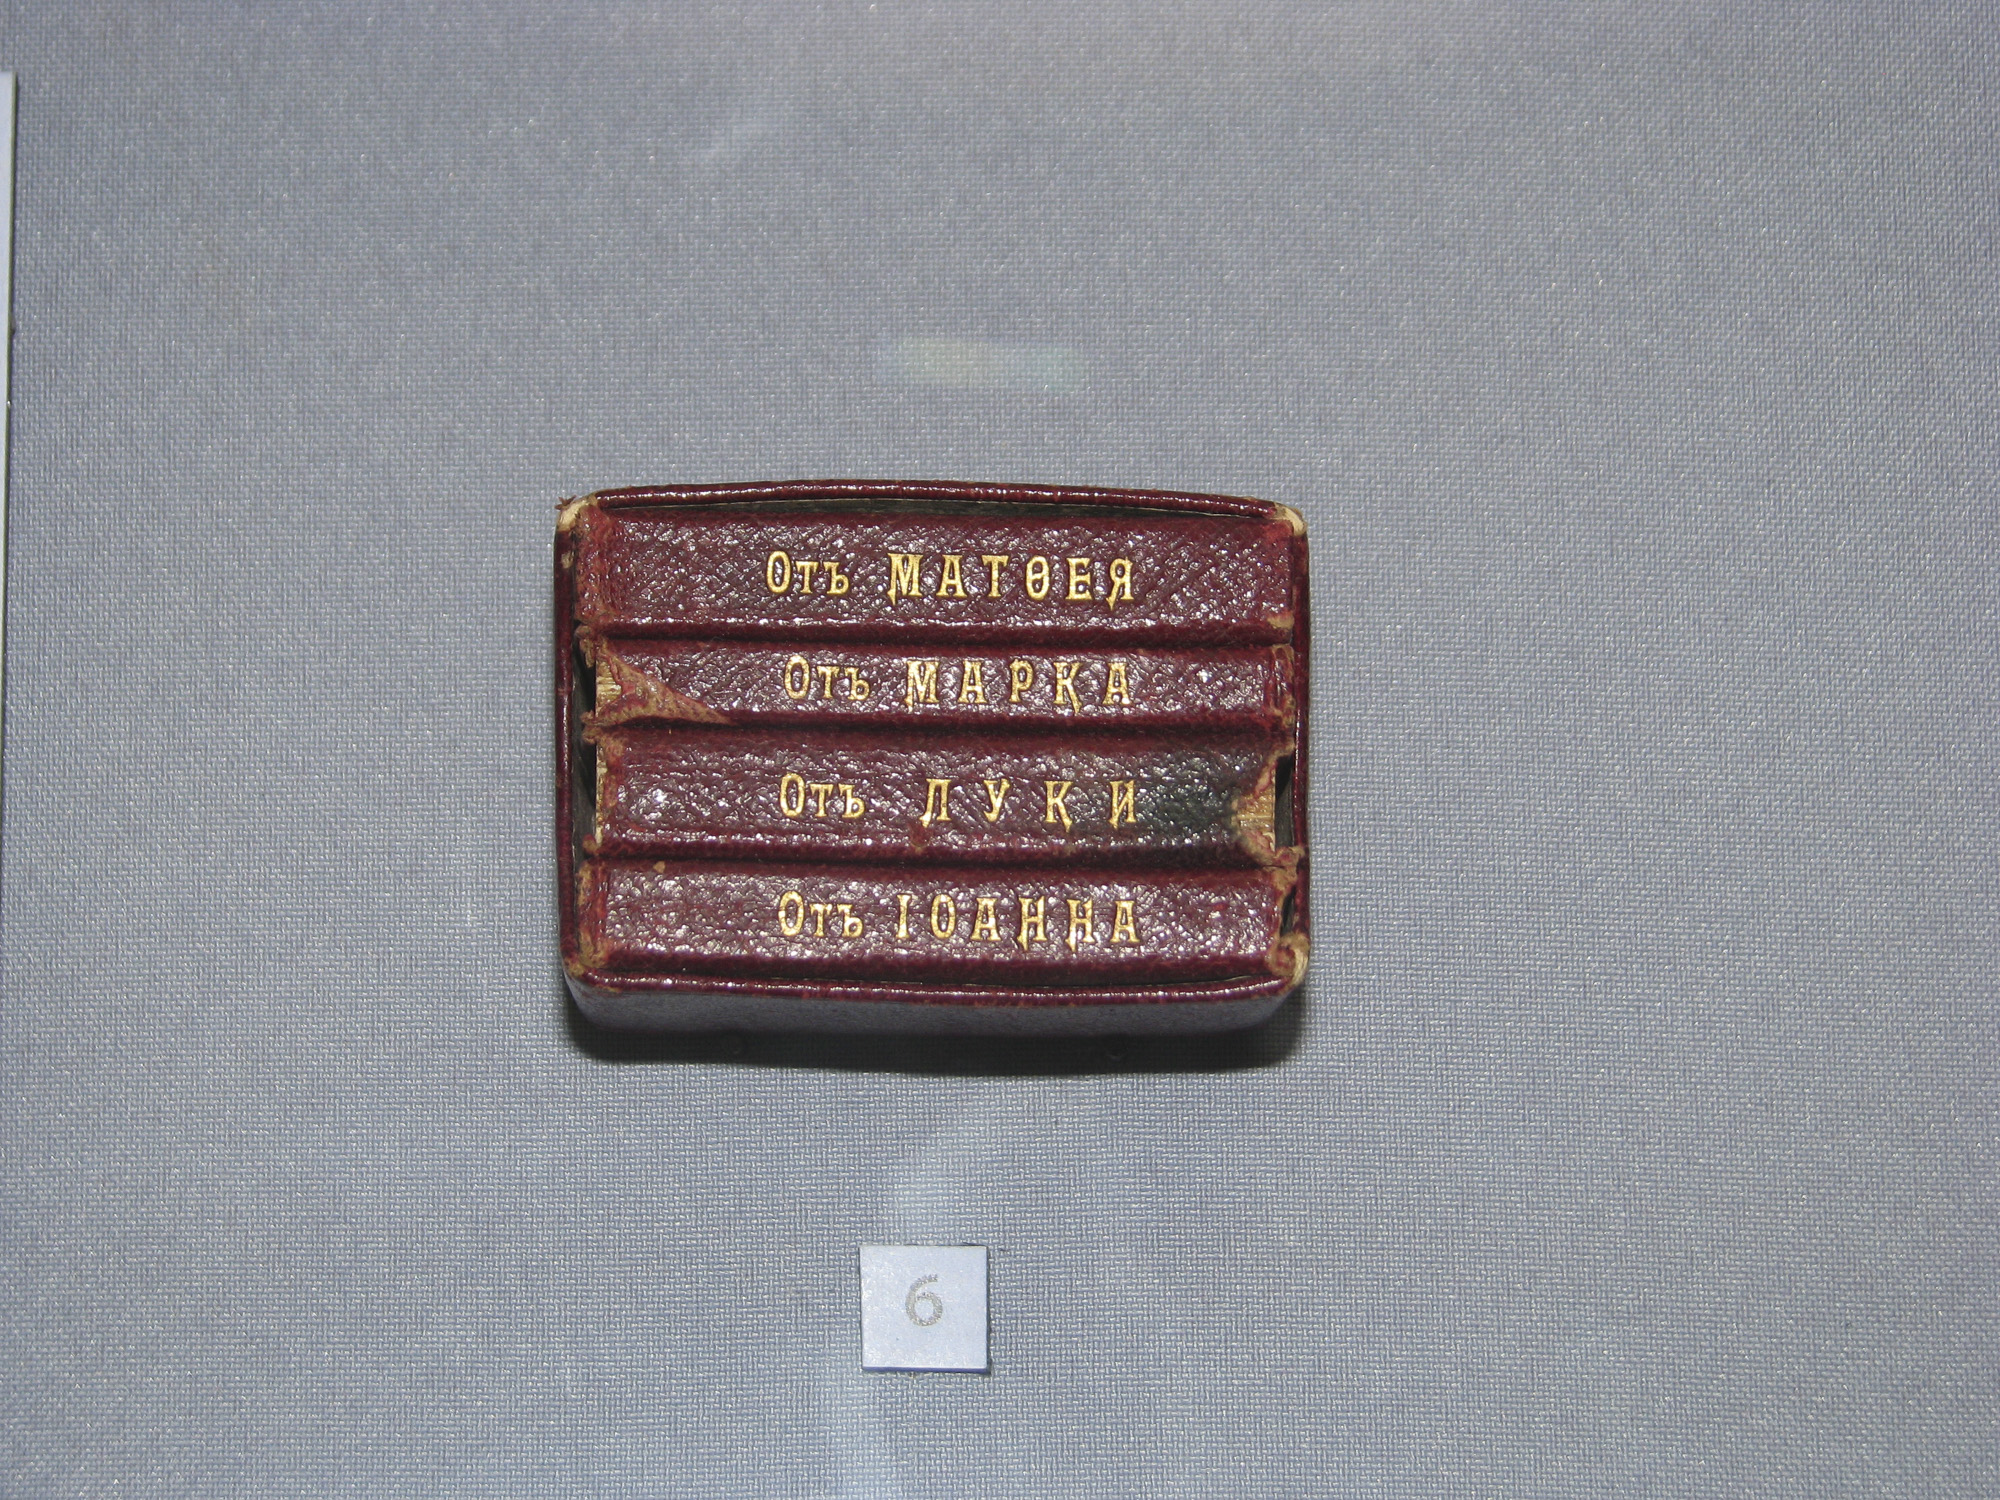 Отъ МАТѲЕЯ
Отъ МАРКА
Отъ ЛУКИ
Отъ ІОАННА
6